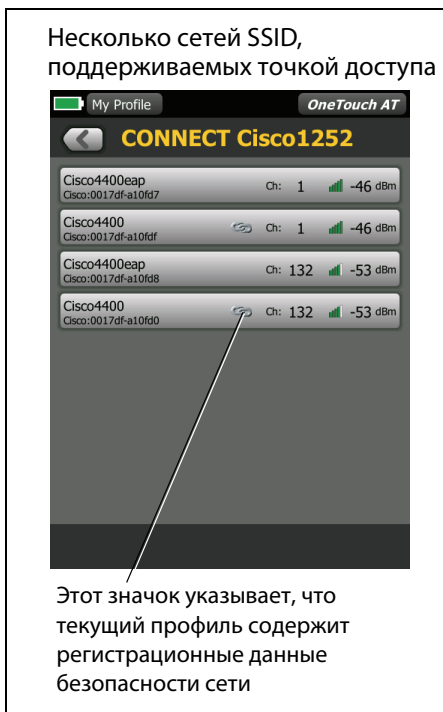 Несколько сетей SSID,
поддерживаемых точкой доступа
My Profile OneTouch AT
CONNECT Cisco1252
Cisco4400eap Ch: 1 -46 dBm
Cisco:0017df-a10fd7
Cisco4400 Ch: 1 -46 dBm
Cisco:0017df-a10fdf
Cisco4400eap Ch: 132 -53 dBm
Cisco:0017df-a10fd8
Cisco4400 Ch: 132 -53 dBm
Cisco:0017df-a10fd0
Этот значок указывает, что
текущий профиль содержит
регистрационные данные
безопасности сети